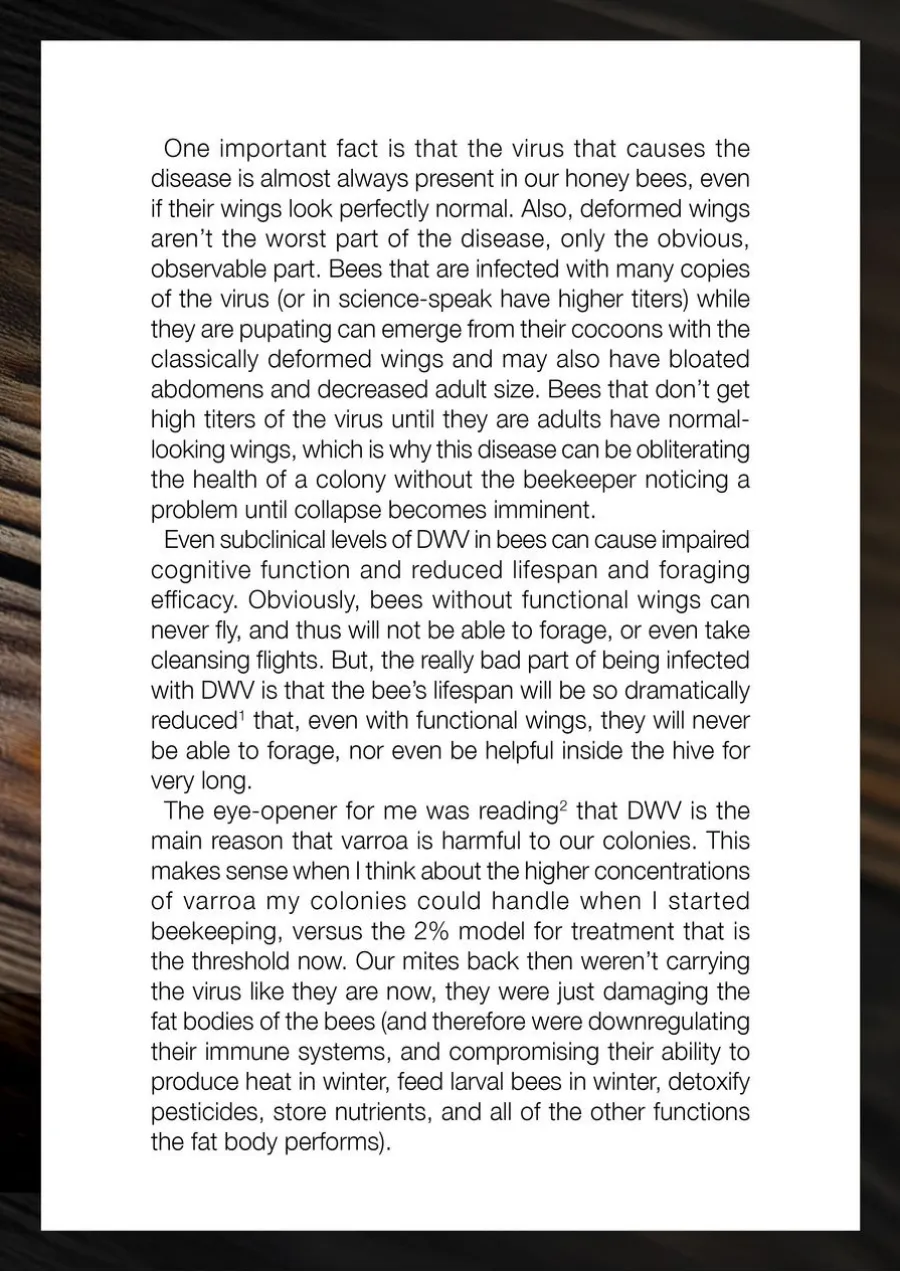 One important fact is that the virus that causes the
disease is almost always present in our honey bees, even
if their wings look perfectly normal. Also, deformed wings
aren’t the worst part of the disease, only the obvious,
observable part. Bees that are infected with many copies
of the virus (or in science-speak have higher titers) while
they are pupating can emerge from their cocoons with the
classically deformed wings and may also have bloated
abdomens and decreased adult size. Bees that don’t get
high titers of the virus until they are adults have normal-
looking wings, which is why this disease can be obliterating
the health of a colony without the beekeeper noticing a
problem until collapse becomes imminent.
Even subclinical levels of DWV in bees can cause impaired
cognitive function and reduced lifespan and foraging
efficacy. Obviously, bees without functional wings can
never fly, and thus will not be able to forage, or even take
cleansing flights. But, the really bad part of being infected
with DWV is that the bee’s lifespan will be so dramatically
reduced¹ that, even with functional wings, they will never
be able to forage, nor even be helpful inside the hive for
very long.
The eye-opener for me was reading² that DWV is the
main reason that varroa is harmful to our colonies. This
makes sense when I think about the higher concentrations
of varroa my colonies could handle when I started
beekeeping, versus the 2% model for treatment that is
the threshold now. Our mites back then weren’t carrying
the virus like they are now, they were just damaging the
fat bodies of the bees (and therefore were downregulating
their immune systems, and compromising their ability to
produce heat in winter, feed larval bees in winter, detoxify
pesticides, store nutrients, and all of the other functions
the fat body performs).